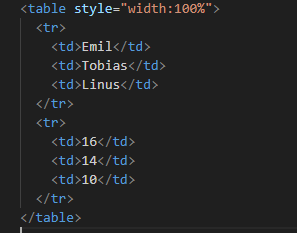 <table style="width:100%">
  <tr>
    <td>Emil</td>
    <td>Tobias</td>
    <td>Linus</td>
  </tr>
  <tr>
    <td>16</td>
    <td>14</td>
    <td>10</td>
  </tr>
</table>